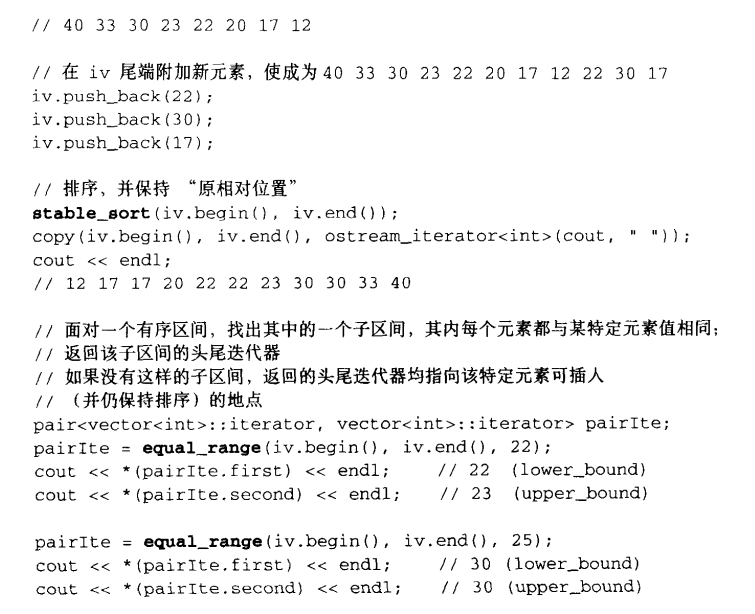 // 40 33 30 23 22 20 17 12
// 在 iv 尾端附加新元素，使成为 40 33 30 23 22 20 17 12 22 30 17
iv.push_back(22);
iv.push_back(30);
iv.push_back(17);
// 排序，并保持 “原相对位置”
stable_sort(iv.begin(), iv.end());
copy(iv.begin(), iv.end(), ostream_iterator<int>(cout, " "));
cout << endl;
// 12 17 17 20 22 22 23 30 30 33 40
// 面对一个有序区间，找出其中的一个子区间，其内每个元素都与某特定元素值相同；
// 返回该子区间的头尾迭代器
// 如果没有这样的子区间，返回的头尾迭代器均指向该特定元素可插入
// （并仍保持排序）的地点
pair<vector<int>::iterator, vector<int>::iterator> pairIte;
pairIte = equal_range(iv.begin(), iv.end(), 22);
cout << *(pairIte.first) << endl; // 22 (lower_bound)
cout << *(pairIte.second) << endl; // 23 (upper_bound)
pairIte = equal_range(iv.begin(), iv.end(), 25);
cout << *(pairIte.first) << endl; // 30 (lower_bound)
cout << *(pairIte.second) << endl; // 30 (upper_bound)